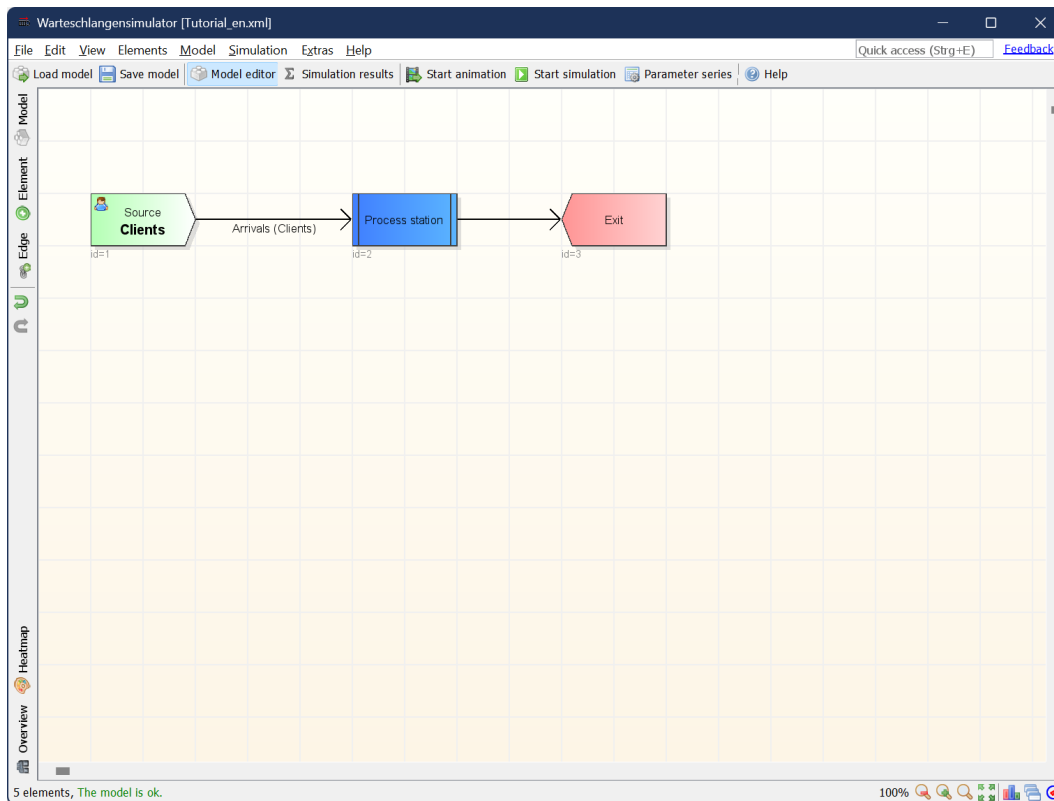 Warteschlangensimulator [Tutorial_en.xml]
File Edit View Elements Model Simulation Extras Help Quick access (Strg+E) Feedback
Load model Save model Model editor Simulation results Start animation Start simulation Parameter series Help
Model
Element
Edge
Source
Clients
id=1
Arrivals (Clients)
Process station
id=2
Exit
id=3
Heatmap
Overview
5 elements, The model is ok. 100%